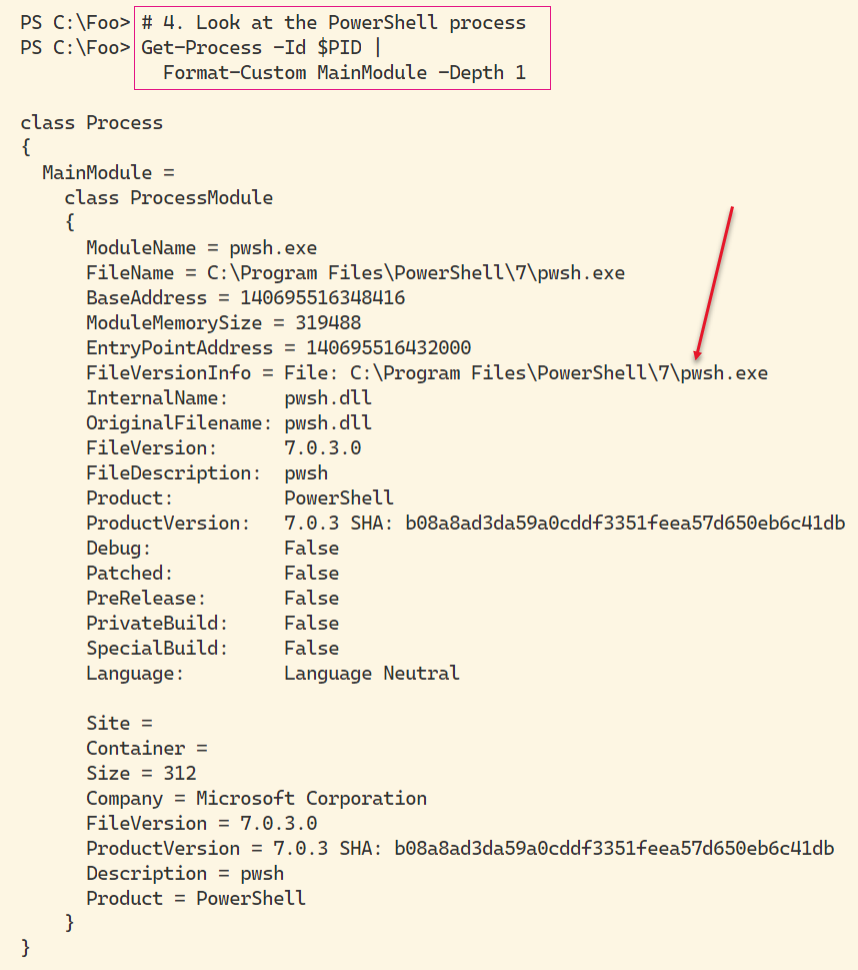 PS C:\Foo> # 4. Look at the PowerShell process
PS C:\Foo> Get-Process -Id $PID |
Format-Custom MainModule -Depth 1
class Process
{
MainModule =
class ProcessModule
{
ModuleName = pwsh.exe
FileName = C:\Program Files\PowerShell\7\pwsh.exe
BaseAddress = 140695516348416
ModuleMemorySize = 319488
EntryPointAddress = 140695516432000
FileVersionInfo = File: C:\Program Files\PowerShell\7\pwsh.exe
InternalName: pwsh.dll
OriginalFilename: pwsh.dll
FileVersion: 7.0.3.0
FileDescription: pwsh
Product: PowerShell
ProductVersion: 7.0.3 SHA: b08a8ad3da59a0cddf3351feea57d650eb6c41db
Debug: False
Patched: False
PreRelease: False
PrivateBuild: False
SpecialBuild: False
Language: Language Neutral
Site =
Container =
Size = 312
Company = Microsoft Corporation
FileVersion = 7.0.3.0
ProductVersion = 7.0.3 SHA: b08a8ad3da59a0cddf3351feea57d650eb6c41db
Description = pwsh
Product = PowerShell
}
}